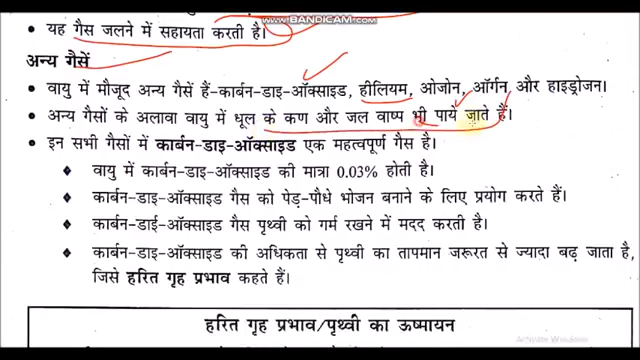 www.BANDICAM.com
• यह गैस जलने में सहायता करती है।
अन्य गैसें
• वायु में मौजूद अन्य गैसें हैं-कार्बन-डाइ-ऑक्साइड, हीलियम, ओजोन, ऑर्गन और हाइड्रोजन।
• अन्य गैसों के अलावा वायु में धूल के कण और जल वाष्प भी पाये जाते हैं।
• इन सभी गैसों में कार्बन-डाइ-ऑक्साइड एक महत्वपूर्ण गैस है।
❖ वायु में कार्बन-डाइ-ऑक्साइड की मात्रा 0.03% होती है।
❖ कार्बन-डाइ-ऑक्साइड गैस को पेड़-पौधे भोजन बनाने के लिए प्रयोग करते हैं।
❖ कार्बन-डाई-ऑक्साइड गैस पृथ्वी को गर्म रखने में मदद करती है।
❖ कार्बन-डाई-ऑक्साइड की अधिकता से पृथ्वी का तापमान जरूरत से ज्यादा बढ़ जाता है,
जिसे हरित गृह प्रभाव कहते हैं।
हरित गृह प्रभाव/पृथ्वी का ऊष्मायन
Activate Windows